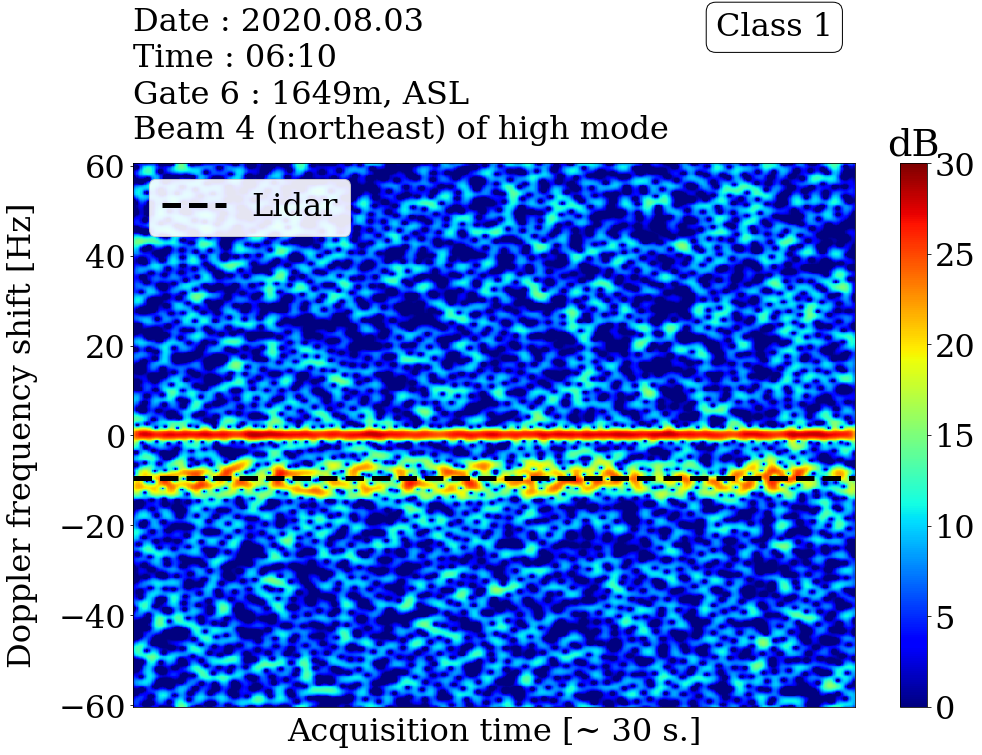 Date : 2020.08.03
Time : 06:10
Gate 6 : 1649m, ASL
Beam 4 (northeast) of high mode
Class 1
dB
60
40
20
0
−20
−40
−60
Doppler frequency shift [Hz]
Lidar
30
25
20
15
10
5
0
Acquisition time [~ 30 s.]